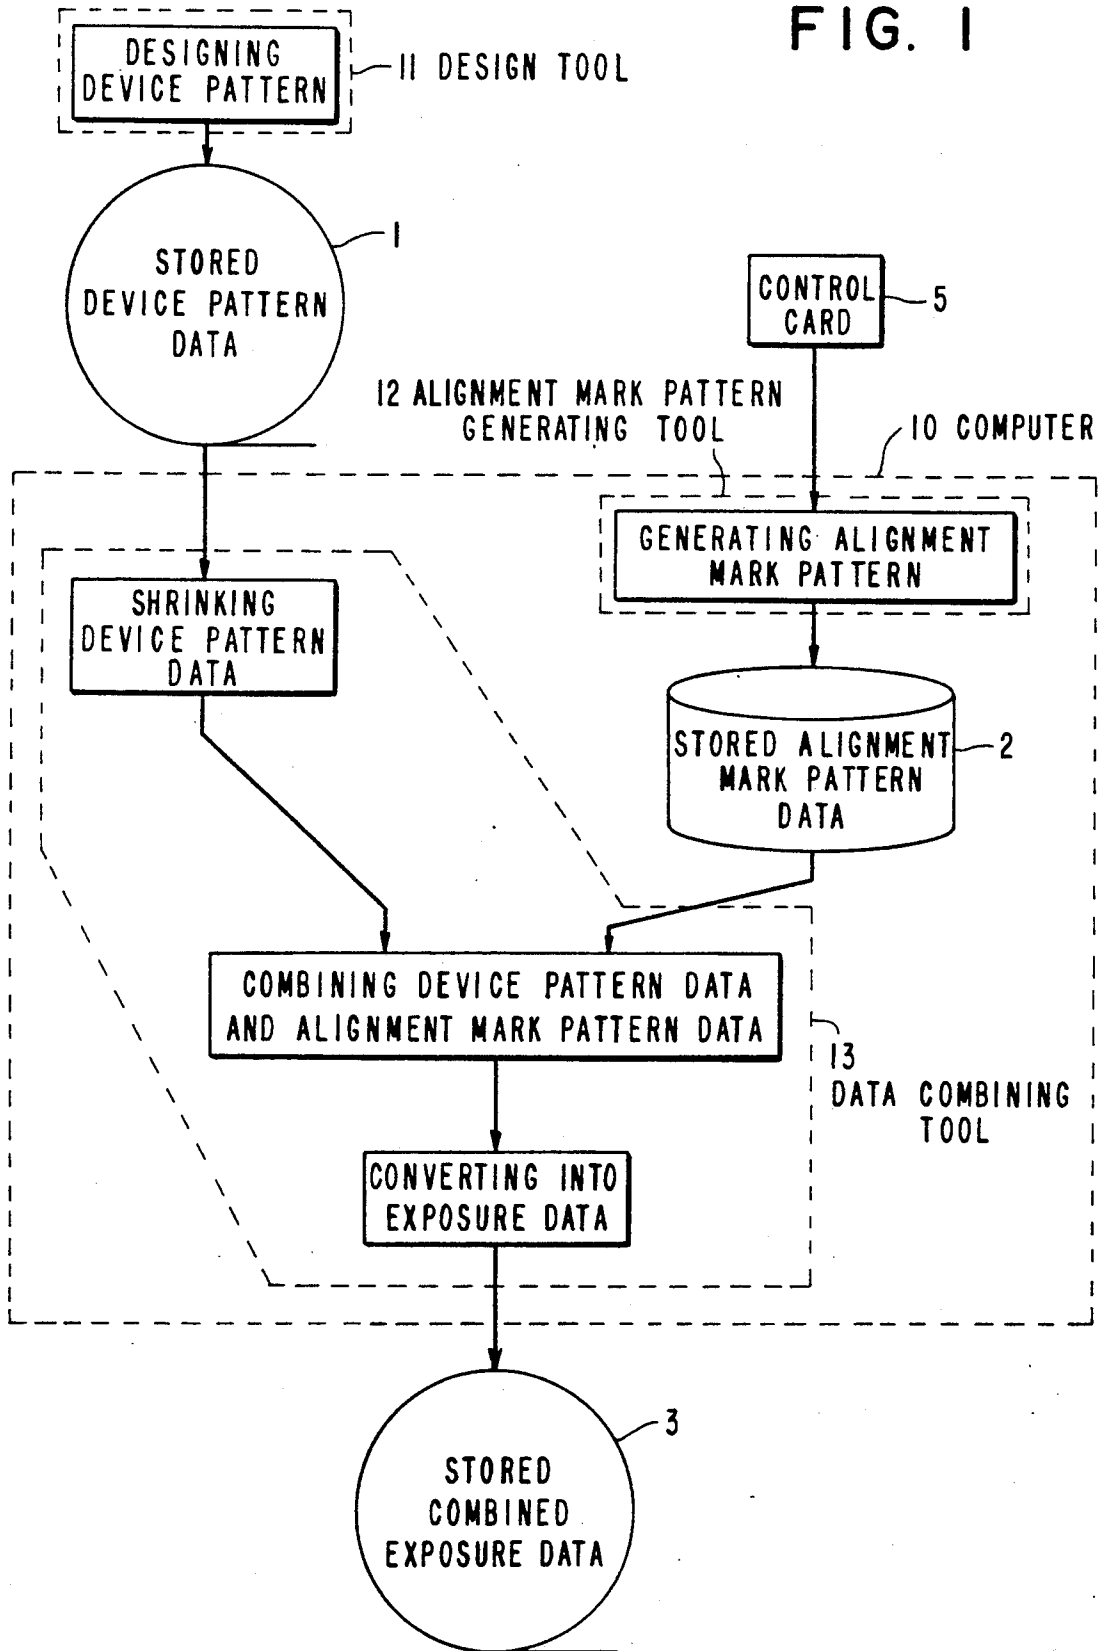 FIG. 1
DESIGNING
DEVICE PATTERN
11 DESIGN TOOL
1
STORED
DEVICE PATTERN
DATA
CONTROL
CARD
5
12 ALIGNMENT MARK PATTERN
GENERATING TOOL
10 COMPUTER
GENERATING ALIGNMENT
MARK PATTERN
SHRINKING
DEVICE PATTERN
DATA
STORED ALIGNMENT
MARK PATTERN
DATA
2
COMBINING DEVICE PATTERN DATA
AND ALIGNMENT MARK PATTERN DATA
13
DATA COMBINING
TOOL
CONVERTING INTO
EXPOSURE DATA
3
STORED
COMBINED
EXPOSURE DATA